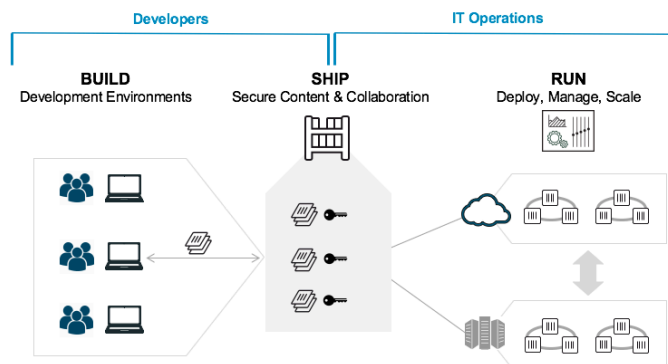 Developers
IT Operations
BUILD
Development Environments
SHIP
Secure Content & Collaboration
RUN
Deploy, Manage, Scale